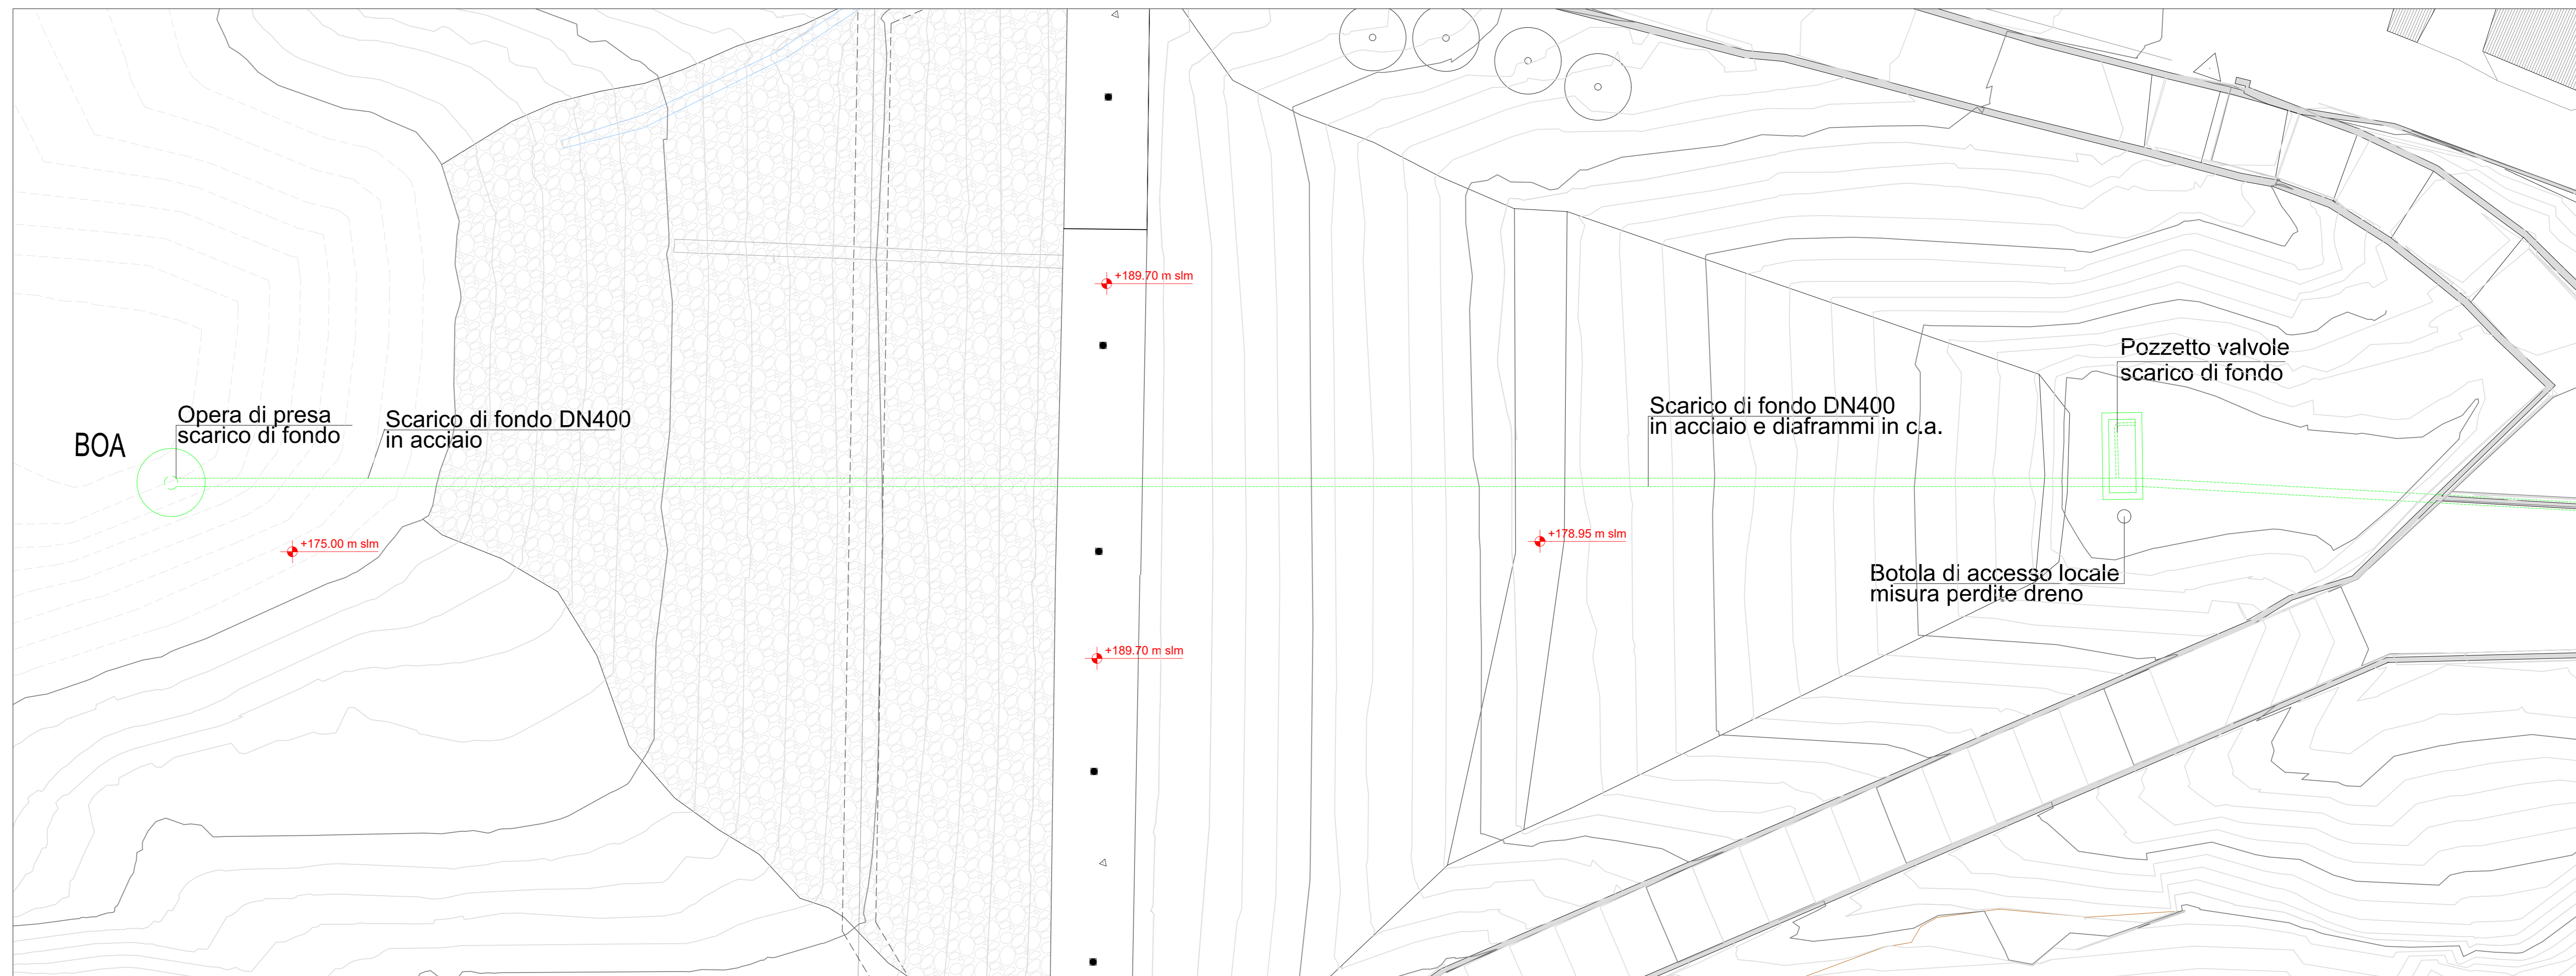 +189.70 m slm
Pozzetto valvole
scarico di fondo
Opera di presa
scarico di fondo
BOA
Scarico di fondo DN400
in acciaio
Scarico di fondo DN400
in acciaio e diaframmi in c.a.
+175.00 m slm
+178.95 m slm
Botola di accesso locale
misura perdite dreno
+189.70 m slm